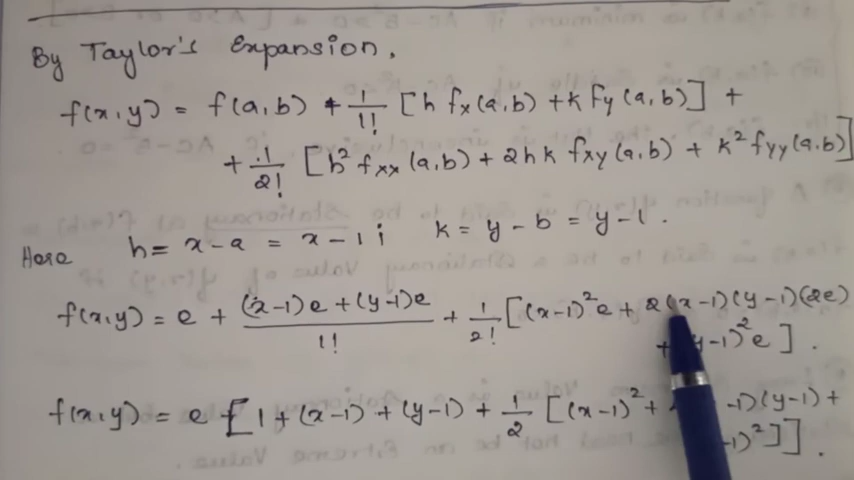 By Taylor's Expansion.
f(x,y) = f(a,b) + 1/1! [h fx(a,b) + k Fy(a,b)] +
+ 1/2! [h² fxx(a,b) + 2hk fxy(a,b) + k² fyy(a,b)]
Here h = x-a = x-1 ; k = y-b = y-1.
f(x,y) = e + ((x-1)e + (y-1)e)/1! + 1/2! [(x-1)²e + 2(x-1)(y-1)(2e)
+ y-1)²e].
f(x,y) = e [1 + (x-1) + (y-1) + 1/2 [(x-1)² + -1)(y-1) +
-1)²]].